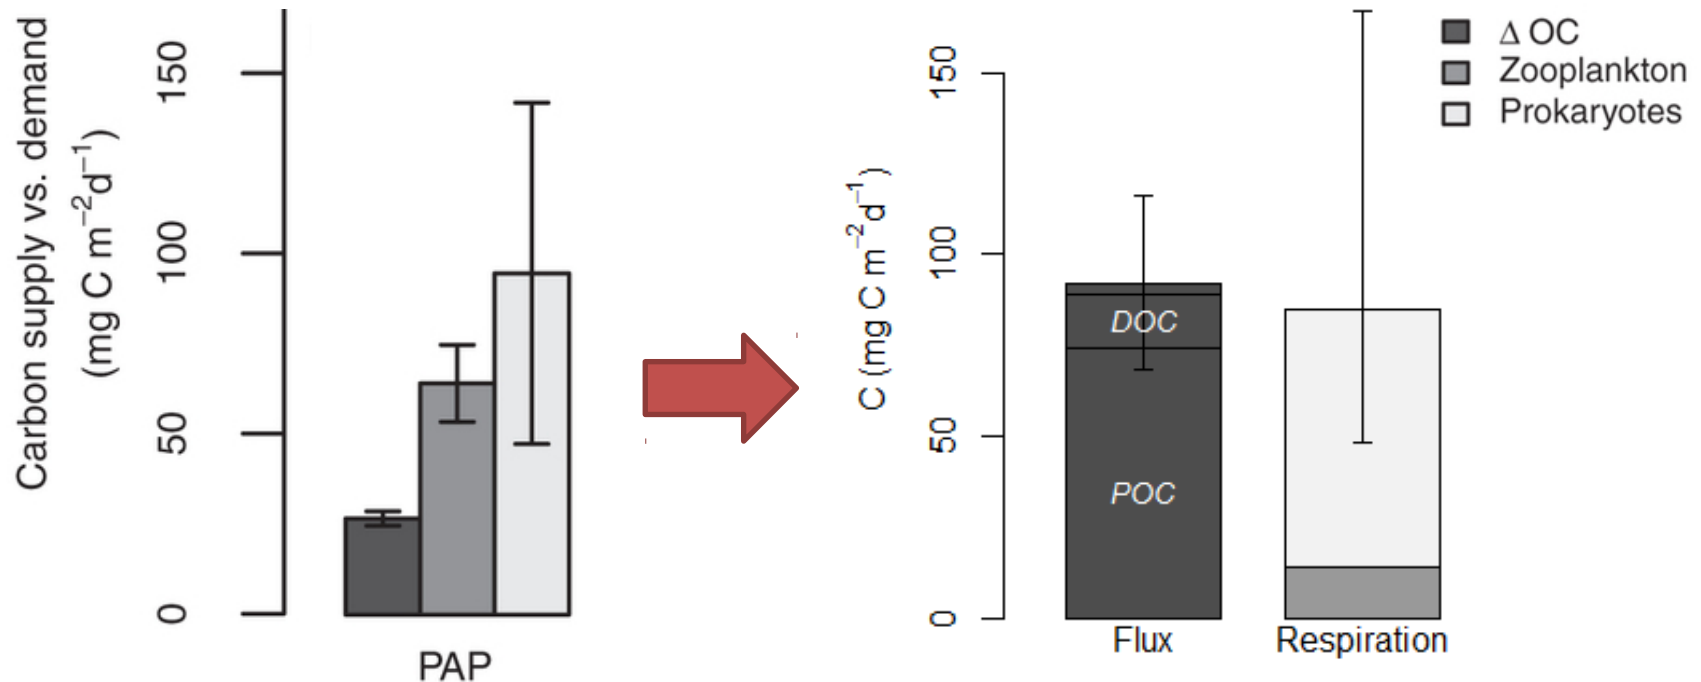 Carbon supply vs. demand
(mg C m⁻²d⁻¹)
150
100
50
0
PAP
C (mg C m⁻²d⁻¹)
150
100
50
0
DOC
POC
Flux
Respiration
Δ OC
Zooplankton
Prokaryotes